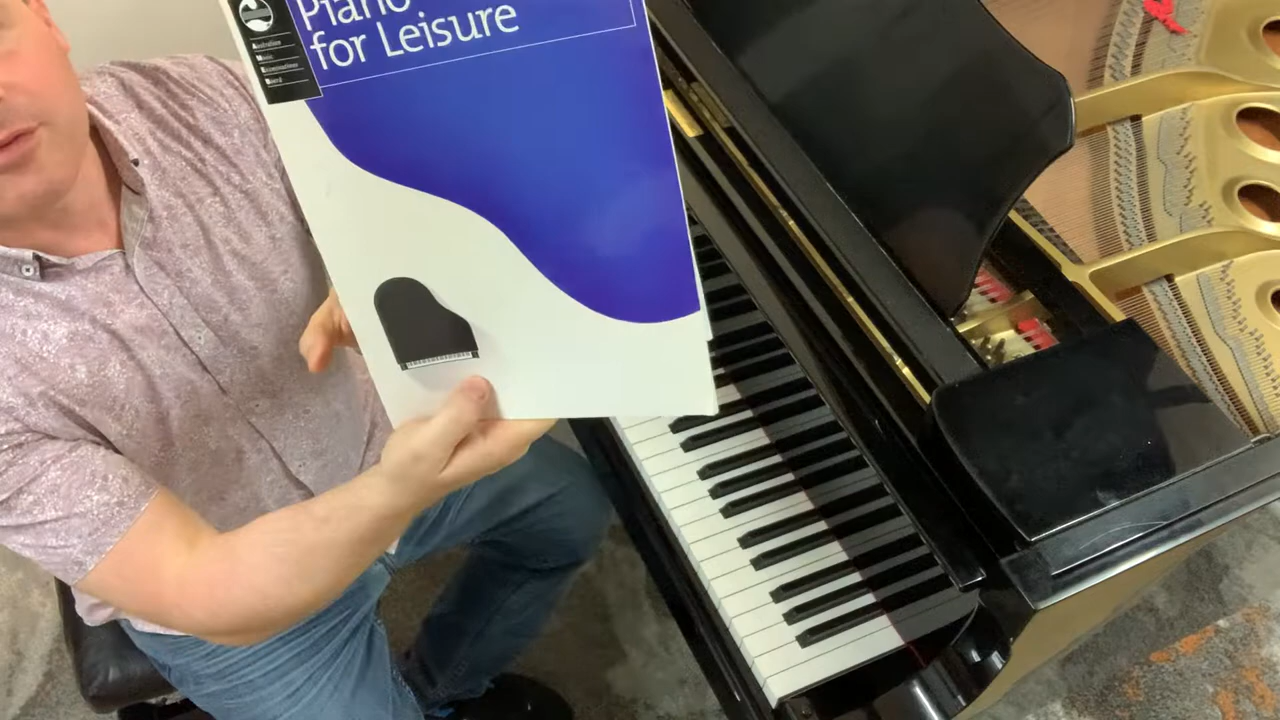 Piano
for Leisure
Australian
Music
Examinations
Board